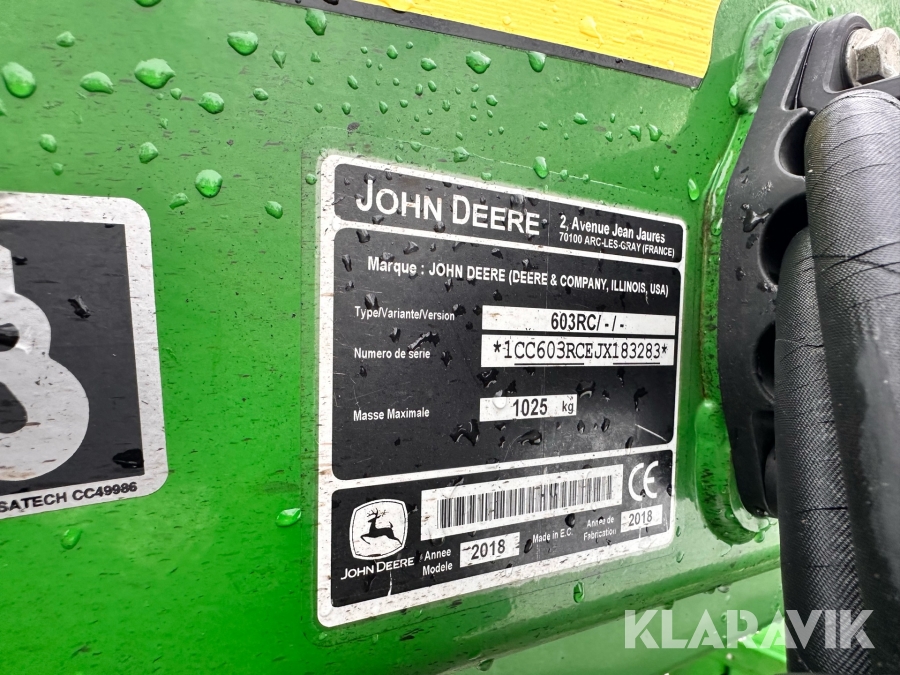 JOHN DEERE
2, Avenue Jean Jaures
70100 ARC-LES-GRAY (FRANCE)
Marque : JOHN DEERE (DEERE & COMPANY, ILLINOIS, USA)
Type/Variante/Version
603RC/-/-
Numero de série
*1CC603RCEJX183283*
Masse Maximale
1025 kg
CE
JOHN DEERE
Annee
Modele
2018
Made in E.C.
Année de
Fabrication
2018
SATECH CC49986
KLARAVIK